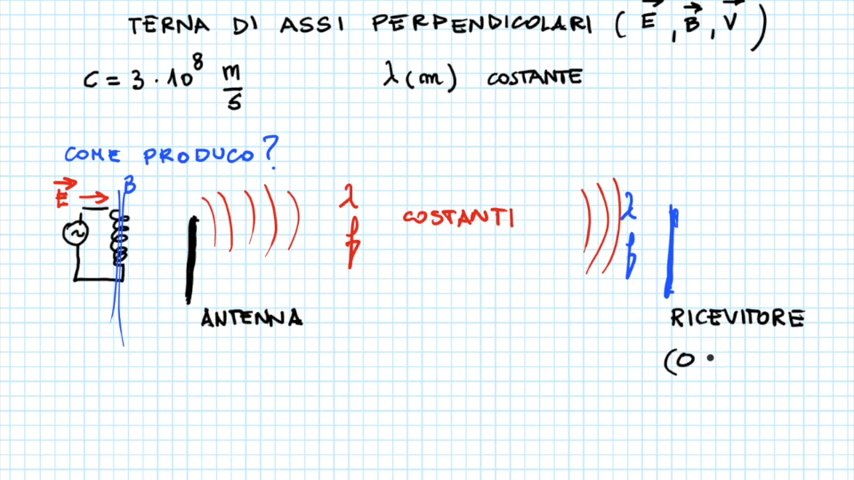 TERNA DI ASSI PERPENDICOLARI (E⃗, B⃗, V⃗)
C = 3 · 10⁸ m/s λ(m) COSTANTE
COME PRODUCO?
E⃗ B λ f COSTANTI λ f
ANTENNA RICEVITORE
(O